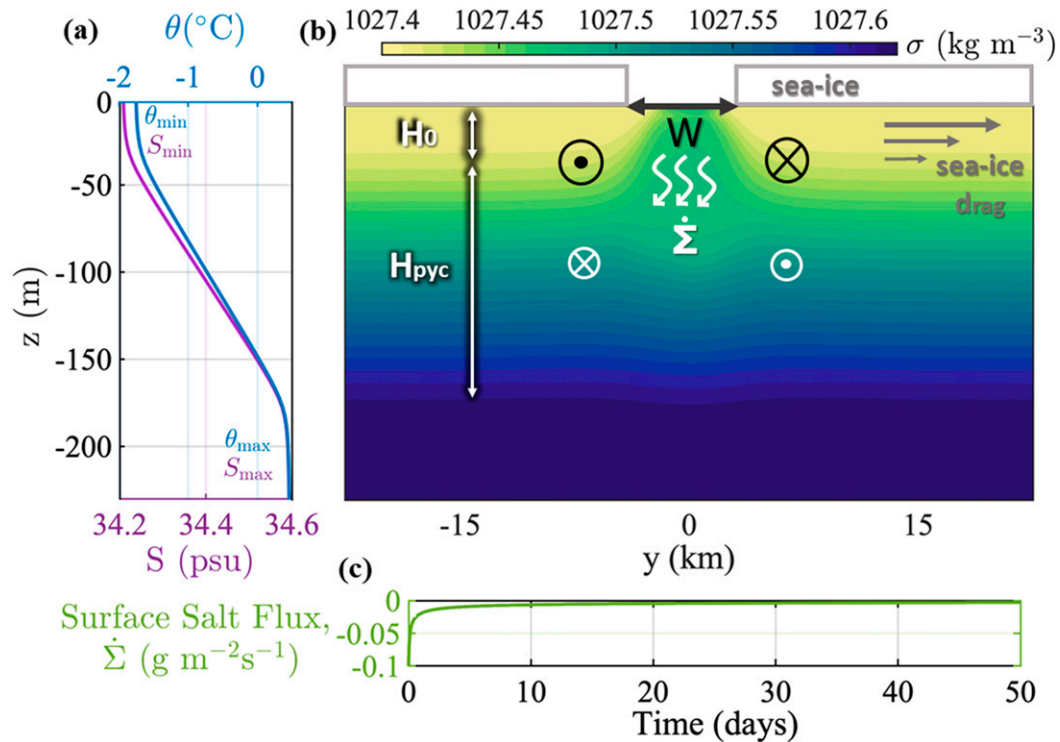 (a)
θ(°C)
-2 -1 0
0
-50
-100
-150
-200
z (m)
θmin
Smin
θmax
Smax
34.2 34.4 34.6
S (psu)
(b)
1027.4 1027.45 1027.5 1027.55 1027.6
σ (kg m⁻³)
sea-ice
H₀
W
sea-ice
drag
Σ̇
Hpyc
-15 0 15
y (km)
(c)
Surface Salt Flux,
Σ̇ (g m⁻²s⁻¹)
0
-0.05
-0.1
0 10 20 30 40 50
Time (days)